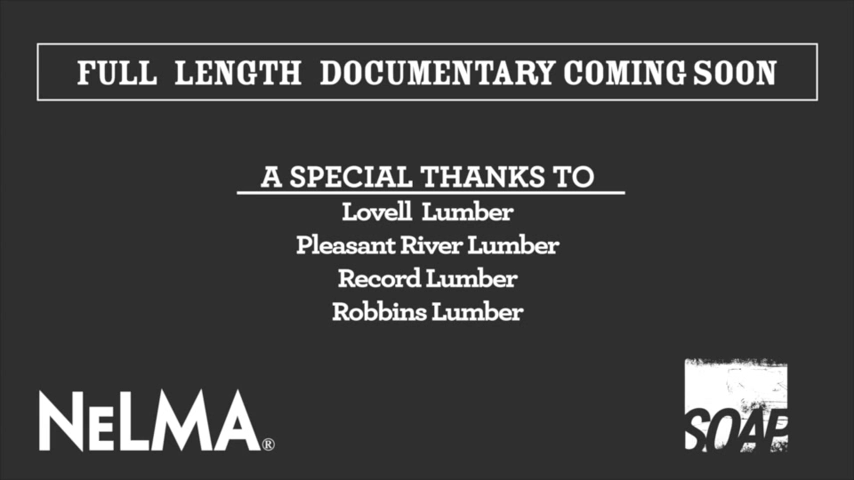 FULL LENGTH DOCUMENTARY COMING SOON
A SPECIAL THANKS TO
Lovell Lumber
Pleasant River Lumber
Record Lumber
Robbins Lumber
NELMA®
SOAP